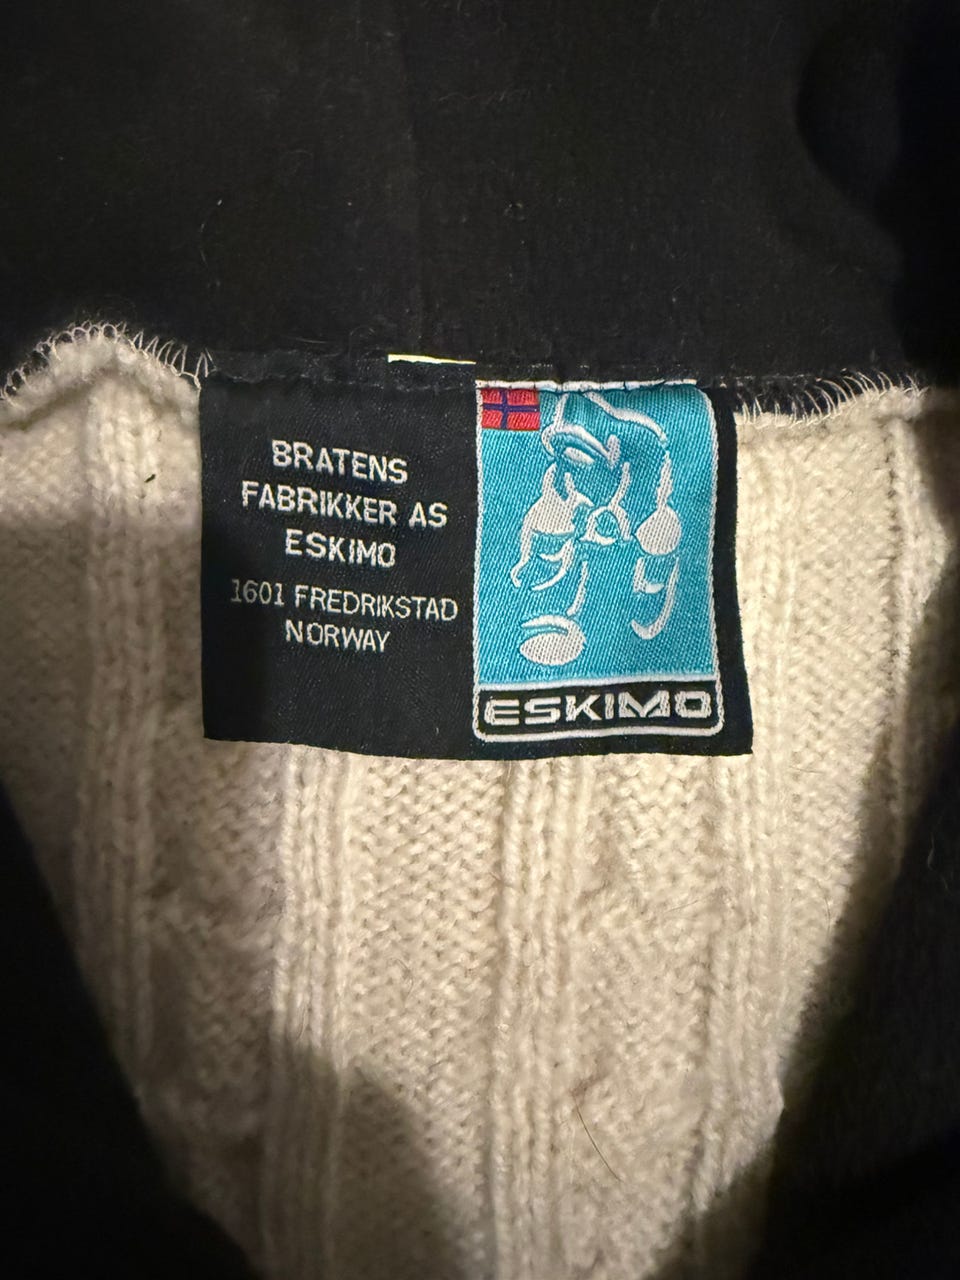 BRATENS
FABRIKKER AS
ESKIMO
1601 FREDRIKSTAD
NORWAY
ESKIMO